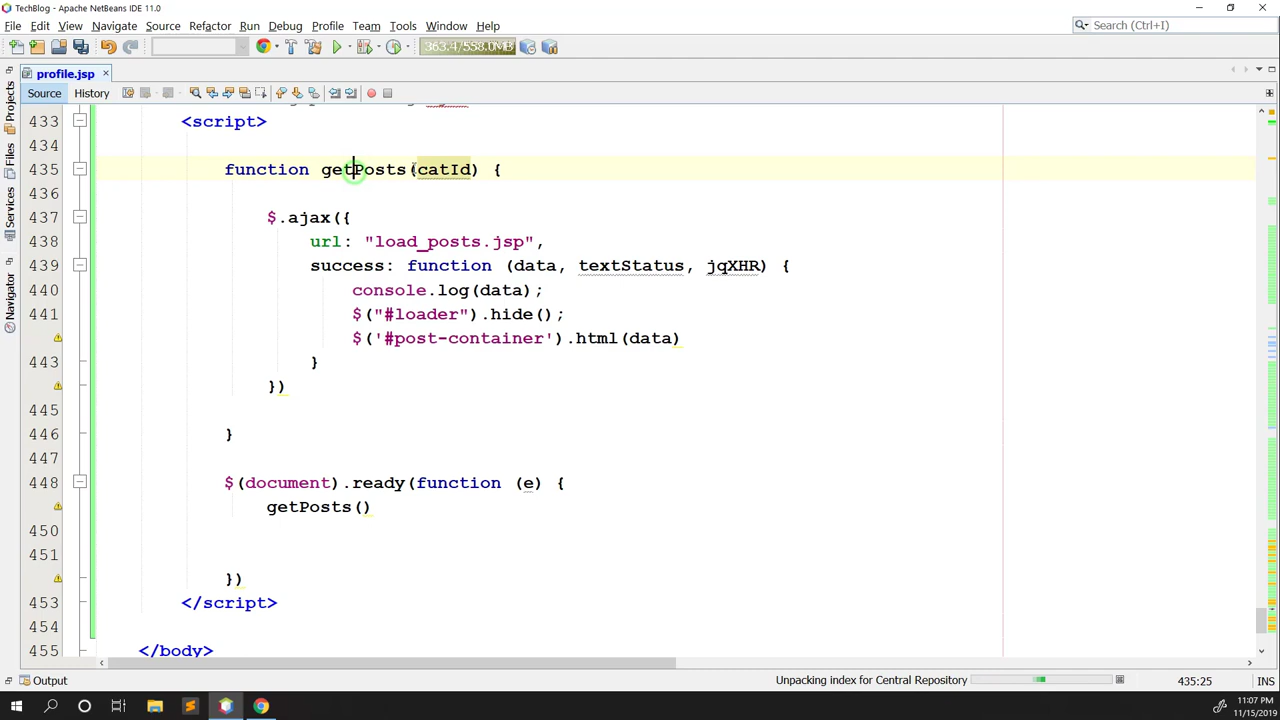 TechBlog - Apache NetBeans IDE 11.0
File Edit View Navigate Source Refactor Run Debug Profile Team Tools Window Help
Search (Ctrl+I)
363.4/558.0MB
profile.jsp
Source History
Projects
Files
Services
Navigator
433 <script>
434
435 function getPosts(catId) {
436
437 $.ajax({
438 url: "load_posts.jsp",
439 success: function (data, textStatus, jqXHR) {
440 console.log(data);
441 $("#loader").hide();
$('#post-container').html(data)
443 }
})
445
446 }
447
448 $(document).ready(function (e) {
getPosts()
450
451
})
453 </script>
454
455 </body>
Output
Unpacking index for Central Repository
435:25
INS
11:07 PM
11/15/2019